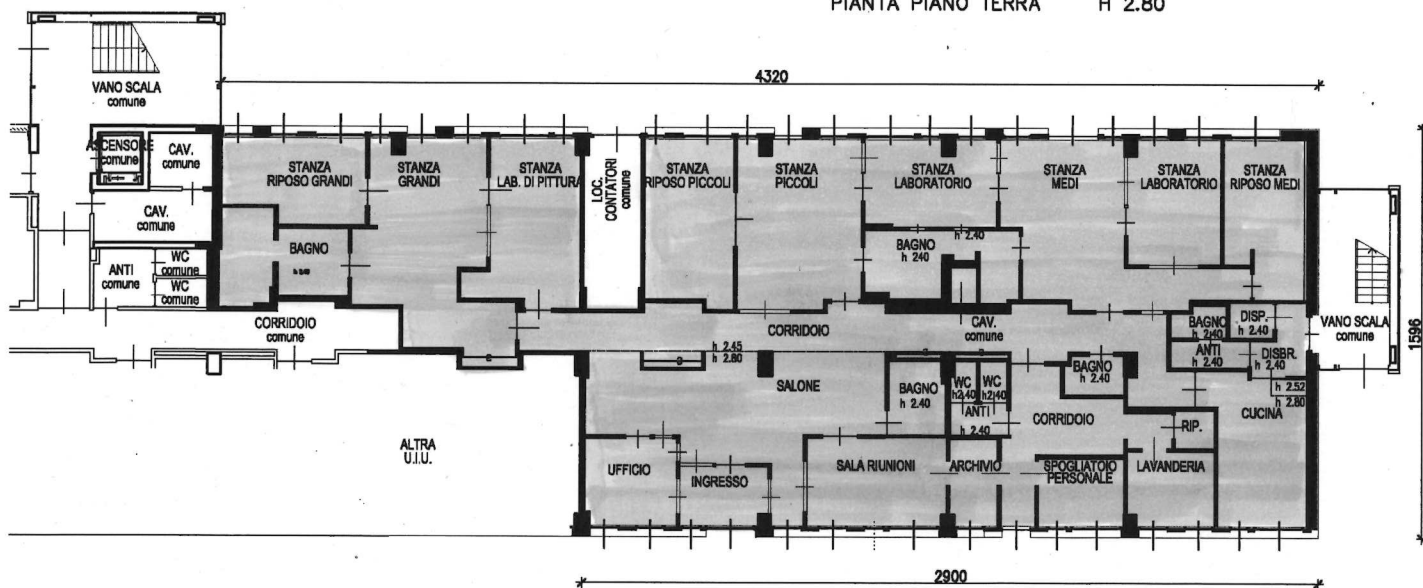 PIANTA PIANO TERRA H 2.80
4320
VANO SCALA
comune
ASCENSORE
comune
CAV.
comune
CAV.
comune
ANTI
comune
WC
comune
WC
comune
STANZA
RIPOSO GRANDI
STANZA
GRANDI
STANZA
LAB. DI PITTURA
LOC.
CONTATORI
comune
STANZA
RIPOSO PICCOLI
STANZA
PICCOLI
STANZA
LABORATORIO
STANZA
MEDI
STANZA
LABORATORIO
STANZA
RIPOSO MEDI
BAGNO
BAGNO
h 240
h 2.40
CORRIDOIO
comune
CORRIDOIO
h 2.45
h 2.80
CAV.
comune
BAGNO
h 2.40
DISP.
h 2.40
ANTI
h 2.40
DISBR.
h 2.40
h 2.52
h 2.80
VANO SCALA
comune
1596
SALONE
BAGNO
h 2.40
WC
h2.40
WC
h2.40
ANTI
h 2.40
BAGNO
h 2.40
CORRIDOIO
RIP.
CUCINA
ALTRA
U.I.U.
UFFICIO
INGRESSO
SALA RIUNIONI
ARCHIVIO
SPOGLIATOIO
PERSONALE
LAVANDERIA
2900